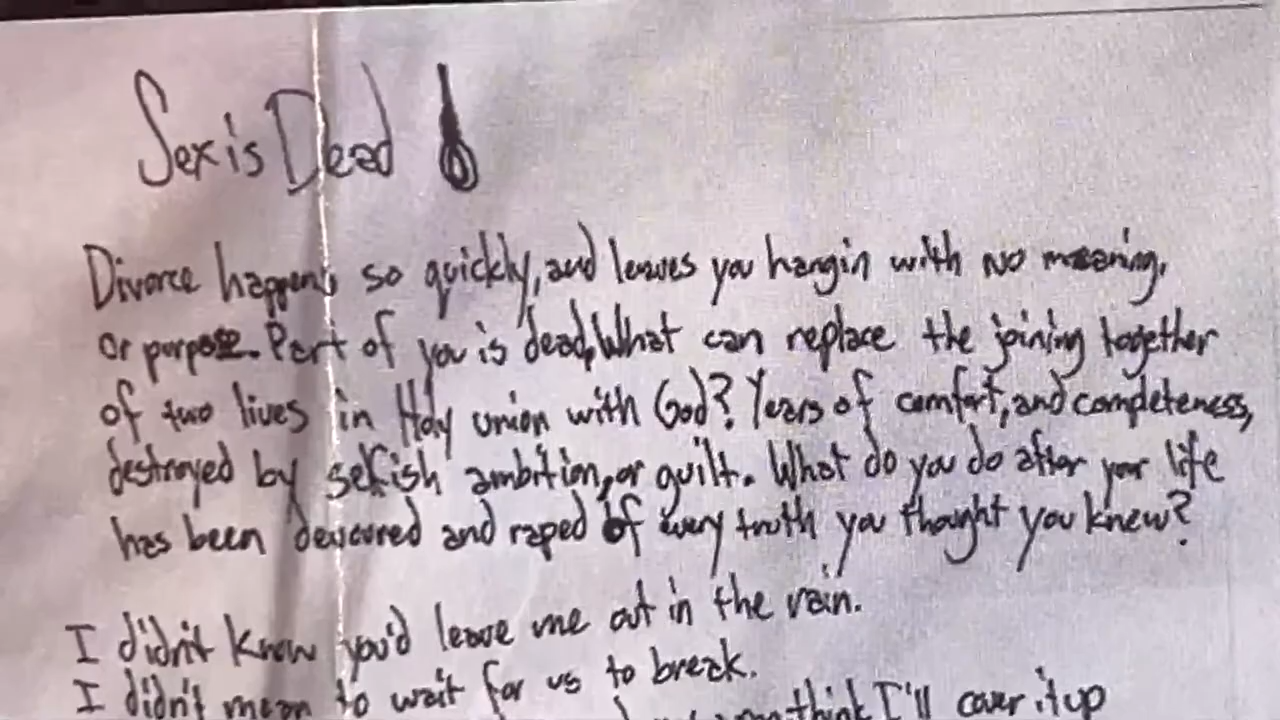 Sex is Dead
Divorce happens so quickly, and leaves you hangin with no meaning,
or purpose. Part of you is dead, What can replace the joining together
of two lives in Holy union with God? Years of comfort, and completeness,
destroyed by selfish ambition, or guilt. What do you do after your life
has been devoured and raped of every truth you thought you knew?
I didn't know you'd leave me out in the rain.
I didn't mean to wait for us to break.
think I'll cover it up